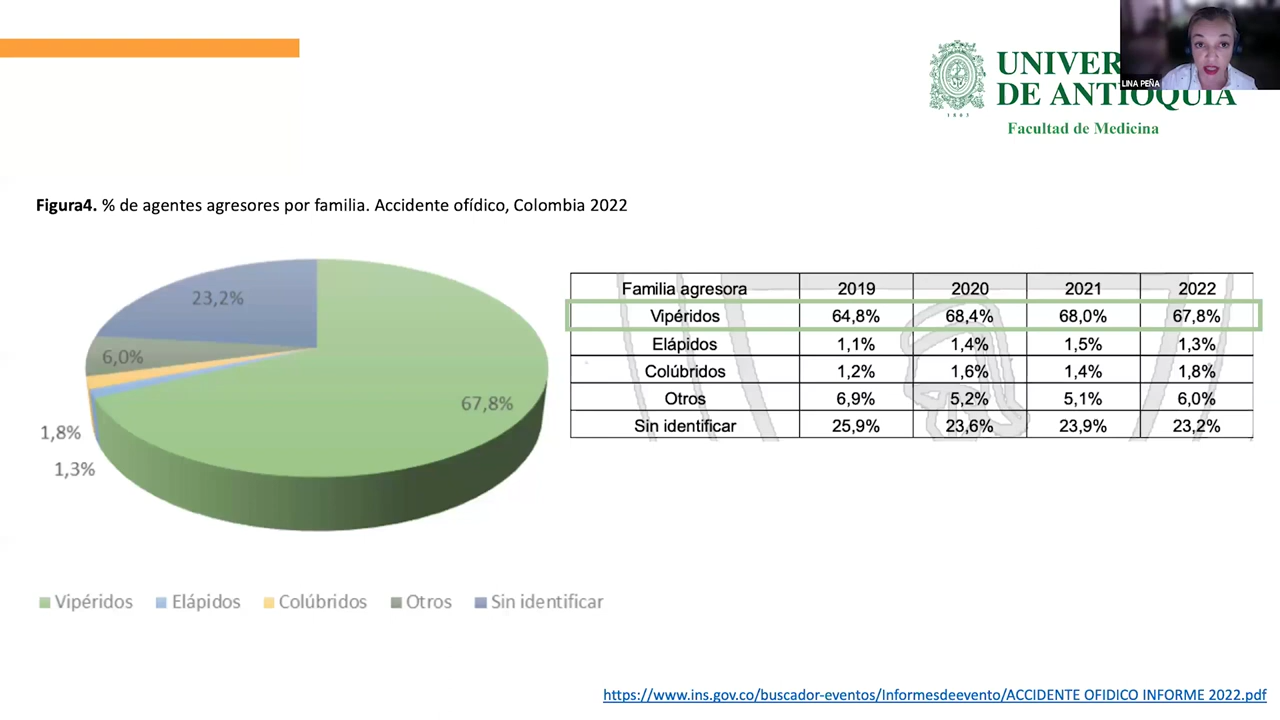 UNIVER
DE ANTIOQUIA
Facultad de Medicina
1803
LINA PEÑA
Figura4. % de agentes agresores por familia. Accidente ofídico, Colombia 2022
23,2%
6,0%
67,8%
1,8%
1,3%
Familia agresora 2019 2020 2021 2022
Vipéridos 64,8% 68,4% 68,0% 67,8%
Elápidos 1,1% 1,4% 1,5% 1,3%
Colúbridos 1,2% 1,6% 1,4% 1,8%
Otros 6,9% 5,2% 5,1% 6,0%
Sin identificar 25,9% 23,6% 23,9% 23,2%
Vipéridos Elápidos Colúbridos Otros Sin identificar
https://www.ins.gov.co/buscador-eventos/Informesdeevento/ACCIDENTE OFIDICO INFORME 2022.pdf